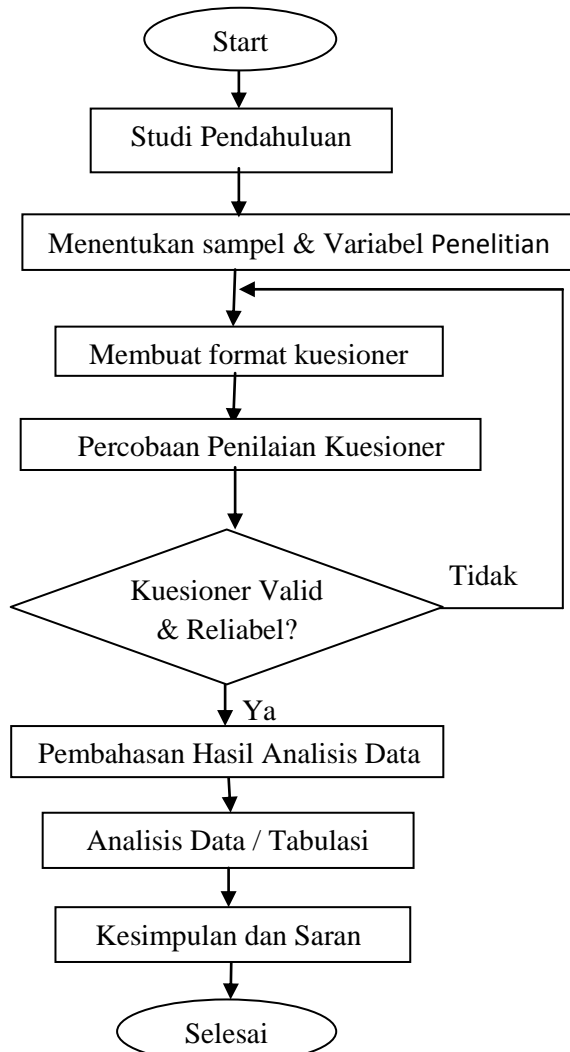 Start
Studi Pendahuluan
Menentukan sampel & Variabel Penelitian
Membuat format kuesioner
Percobaan Penilaian Kuesioner
Kuesioner Valid
& Reliabel?
Tidak
Ya
Pembahasan Hasil Analisis Data
Analisis Data / Tabulasi
Kesimpulan dan Saran
Selesai